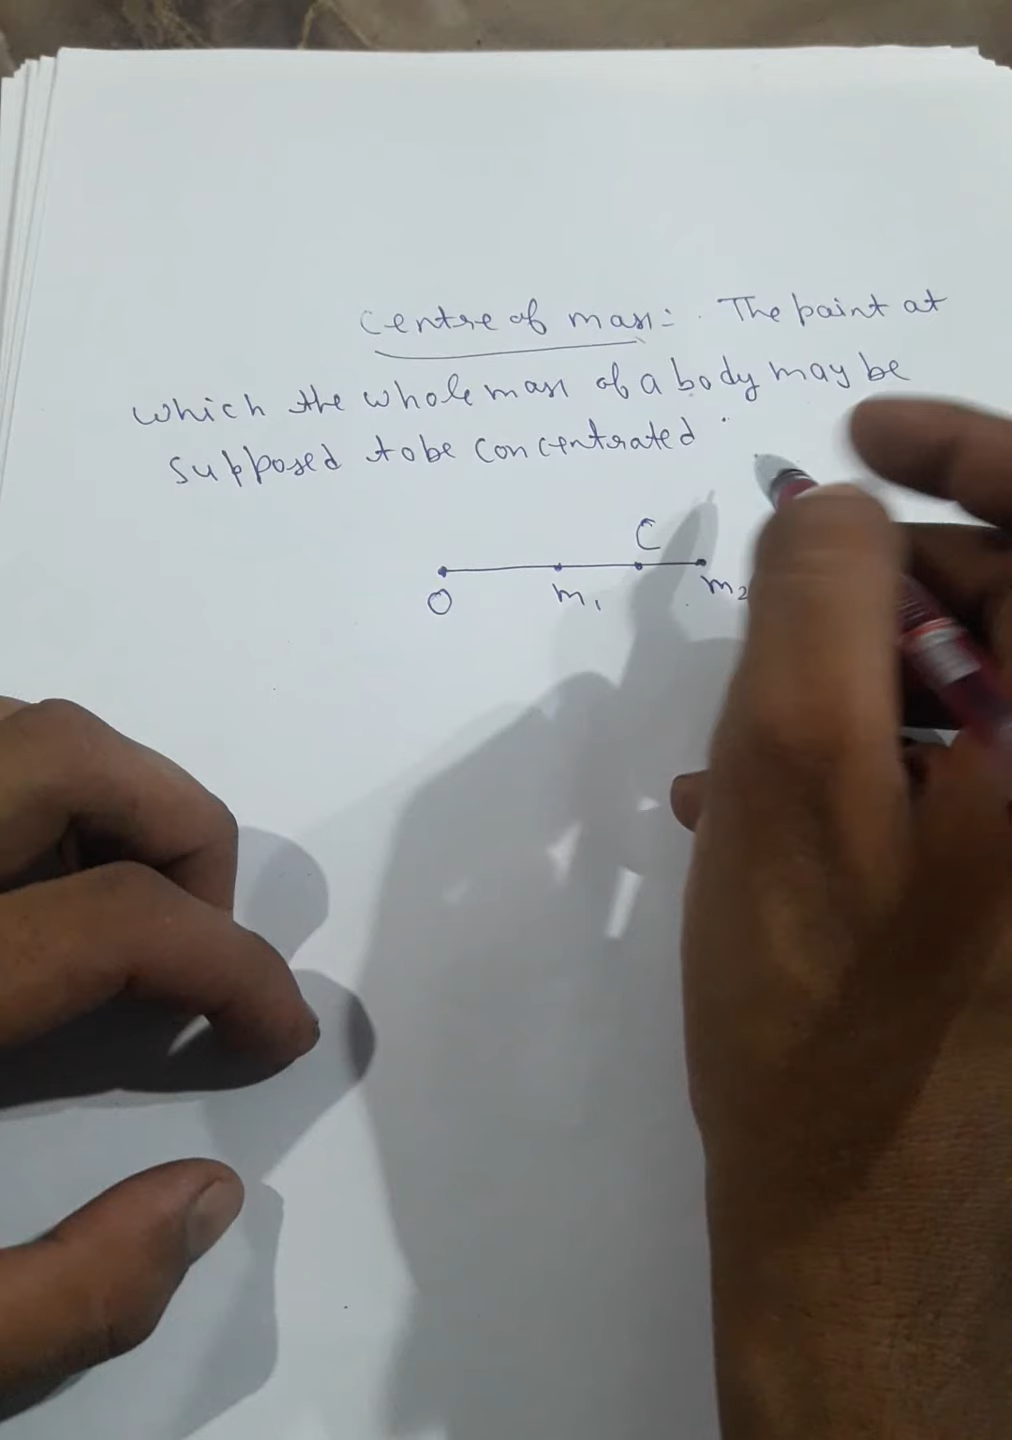 Centre of mass: The paint at
which the whole mass of a body may be
supposed to be concentrated
C
O m1 m2